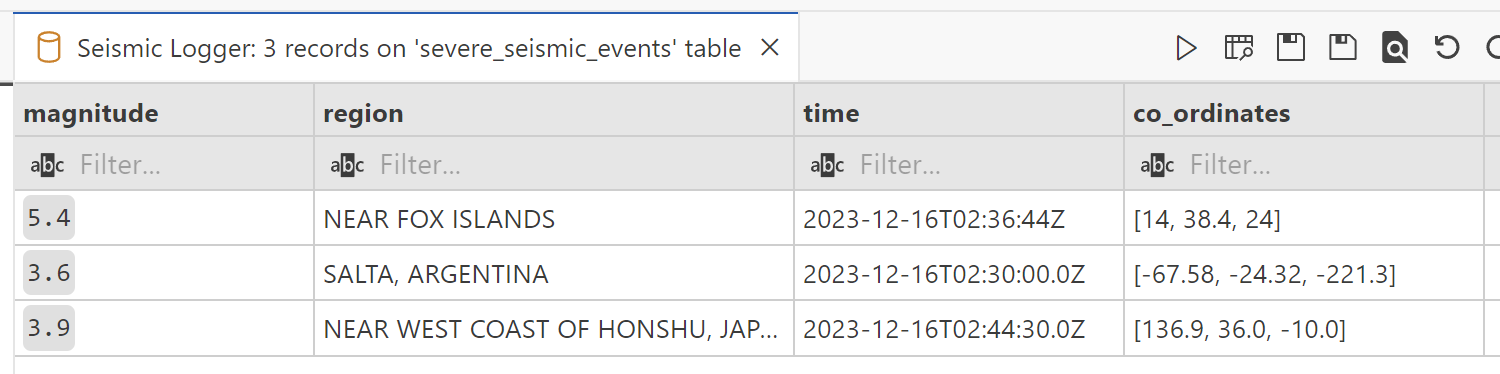 Seismic Logger: 3 records on 'severe_seismic_events' table
magnitude region time co_ordinates
abc Filter... abc Filter... abc Filter... abc Filter...
5.4 NEAR FOX ISLANDS 2023-12-16T02:36:44Z [14, 38.4, 24]
3.6 SALTA, ARGENTINA 2023-12-16T02:30:00.0Z [-67.58, -24.32, -221.3]
3.9 NEAR WEST COAST OF HONSHU, JAP... 2023-12-16T02:44:30.0Z [136.9, 36.0, -10.0]